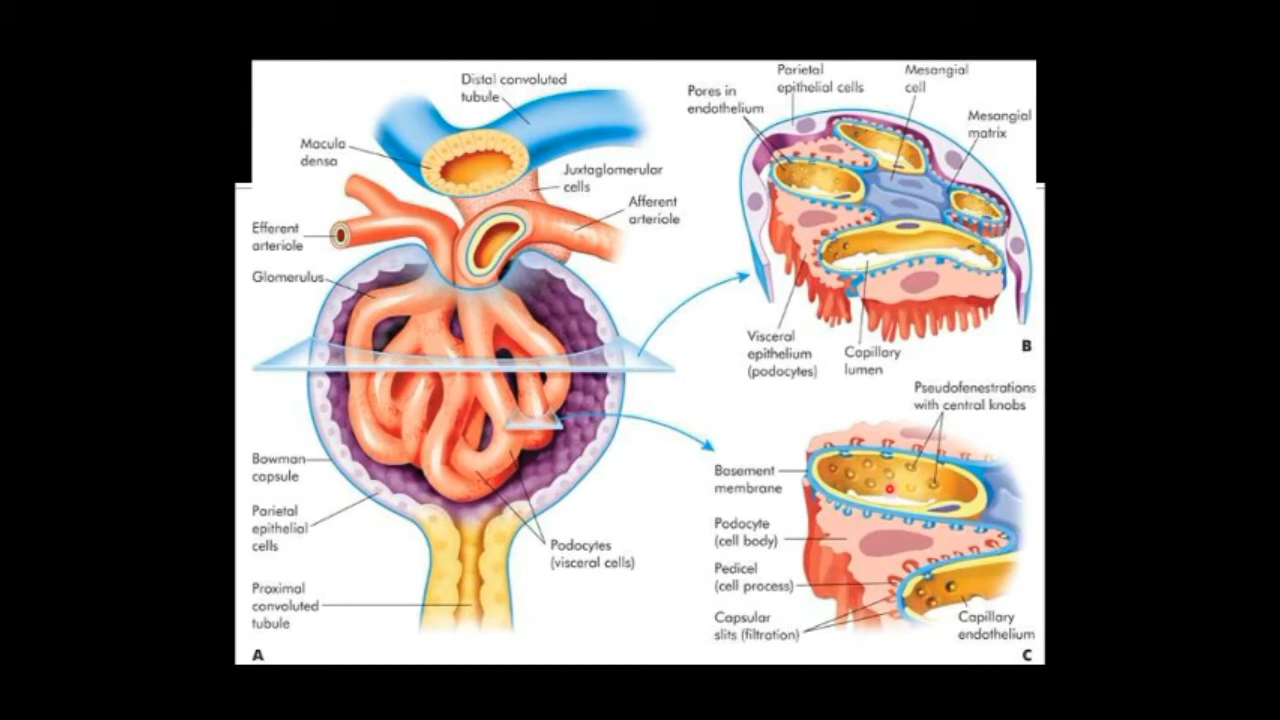 Distal convoluted
tubule
Macula
densa
Juxtaglomerular
cells
Afferent
arteriole
Efferent
arteriole
Glomerulus
Bowman
capsule
Parietal
epithelial
cells
Podocytes
(visceral cells)
Proximal
convoluted
tubule
A
Parietal
epithelial cells
Mesangial
cell
Pores in
endothelium
Mesangial
matrix
Visceral
epithelium
(podocytes)
Capillary
lumen
B
Pseudofenestrations
with central knobs
Basement
membrane
Podocyte
(cell body)
Pedicel
(cell process)
Capsular
slits (filtration)
Capillary
endothelium
C